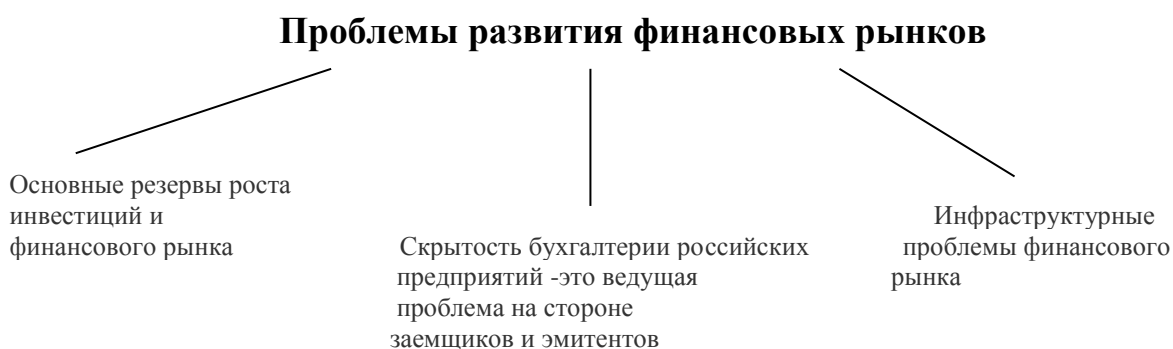 Проблемы развития финансовых рынков
Основные резервы роста
инвестиций и
финансового рынка
Скрытость бухгалтерии российских
предприятий -это ведущая
проблема на стороне
заемщиков и эмитентов
Инфраструктурные
проблемы финансового
рынка